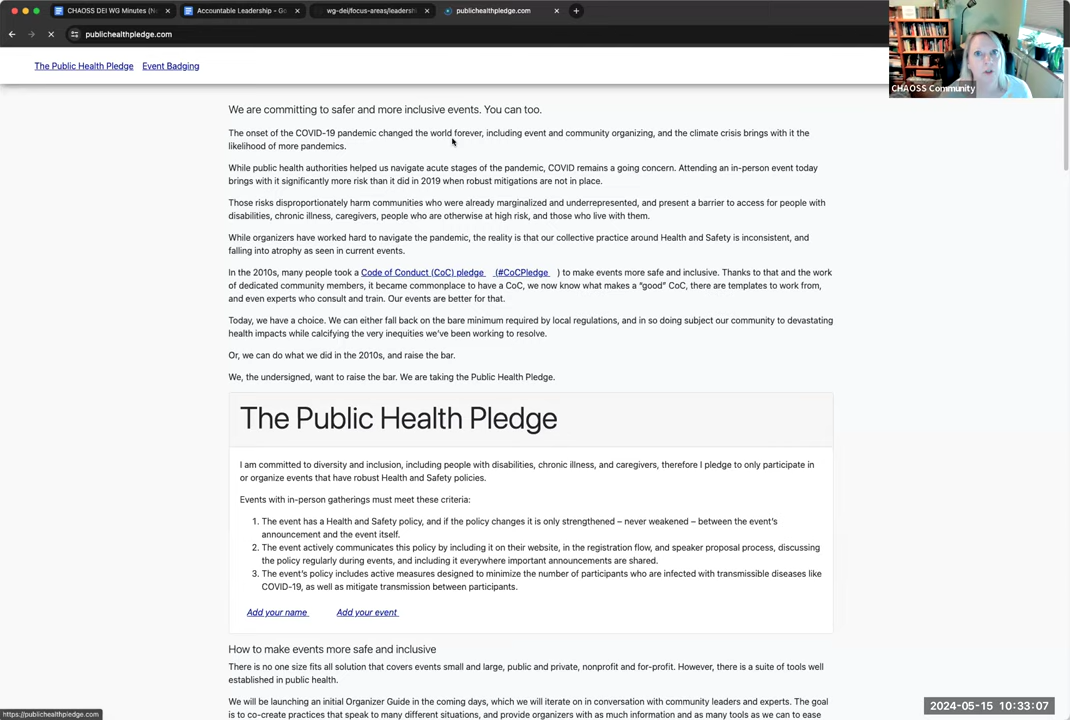 CHAOSS DEI WG Minutes (N
Accountable Leadership - Go
wg-dei/focus-areas/leadersh
publichealthpledge.com
publichealthpledge.com
The Public Health Pledge
Event Badging
CHAOSS Community
We are committing to safer and more inclusive events. You can too.
The onset of the COVID-19 pandemic changed the world forever, including event and community organizing, and the climate crisis brings with it the
likelihood of more pandemics.
While public health authorities helped us navigate acute stages of the pandemic, COVID remains a going concern. Attending an in-person event today
brings with it significantly more risk than it did in 2019 when robust mitigations are not in place.
Those risks disproportionately harm communities who were already marginalized and underrepresented, and present a barrier to access for people with
disabilities, chronic illness, caregivers, people who are otherwise at high risk, and those who live with them.
While organizers have worked hard to navigate the pandemic, the reality is that our collective practice around Health and Safety is inconsistent, and
falling into atrophy as seen in current events.
In the 2010s, many people took a Code of Conduct (CoC) pledge (#CoCPledge ) to make events more safe and inclusive. Thanks to that and the work
of dedicated community members, it became commonplace to have a CoC, we now know what makes a “good” CoC, there are templates to work from,
and even experts who consult and train. Our events are better for that.
Today, we have a choice. We can either fall back on the bare minimum required by local regulations, and in so doing subject our community to devastating
health impacts while calcifying the very inequities we’ve been working to resolve.
Or, we can do what we did in the 2010s, and raise the bar.
We, the undersigned, want to raise the bar. We are taking the Public Health Pledge.
The Public Health Pledge
I am committed to diversity and inclusion, including people with disabilities, chronic illness, and caregivers, therefore I pledge to only participate in
or organize events that have robust Health and Safety policies.
Events with in-person gatherings must meet these criteria:
1. The event has a Health and Safety policy, and if the policy changes it is only strengthened – never weakened – between the event’s
announcement and the event itself.
2. The event actively communicates this policy by including it on their website, in the registration flow, and speaker proposal process, discussing
the policy regularly during events, and including it everywhere important announcements are shared.
3. The event’s policy includes active measures designed to minimize the number of participants who are infected with transmissible diseases like
COVID-19, as well as mitigate transmission between participants.
Add your name
Add your event
How to make events more safe and inclusive
There is no one size fits all solution that covers events small and large, public and private, nonprofit and for-profit. However, there is a suite of tools well
established in public health.
We will be launching an initial Organizer Guide in the coming days, which we will iterate on in conversation with community leaders and experts. The goal
is to co-create practices that speak to many different situations, and provide organizers with as much information and as many tools as we can to ease
https://publichealthpledge.com
2024-05-15 10:33:07